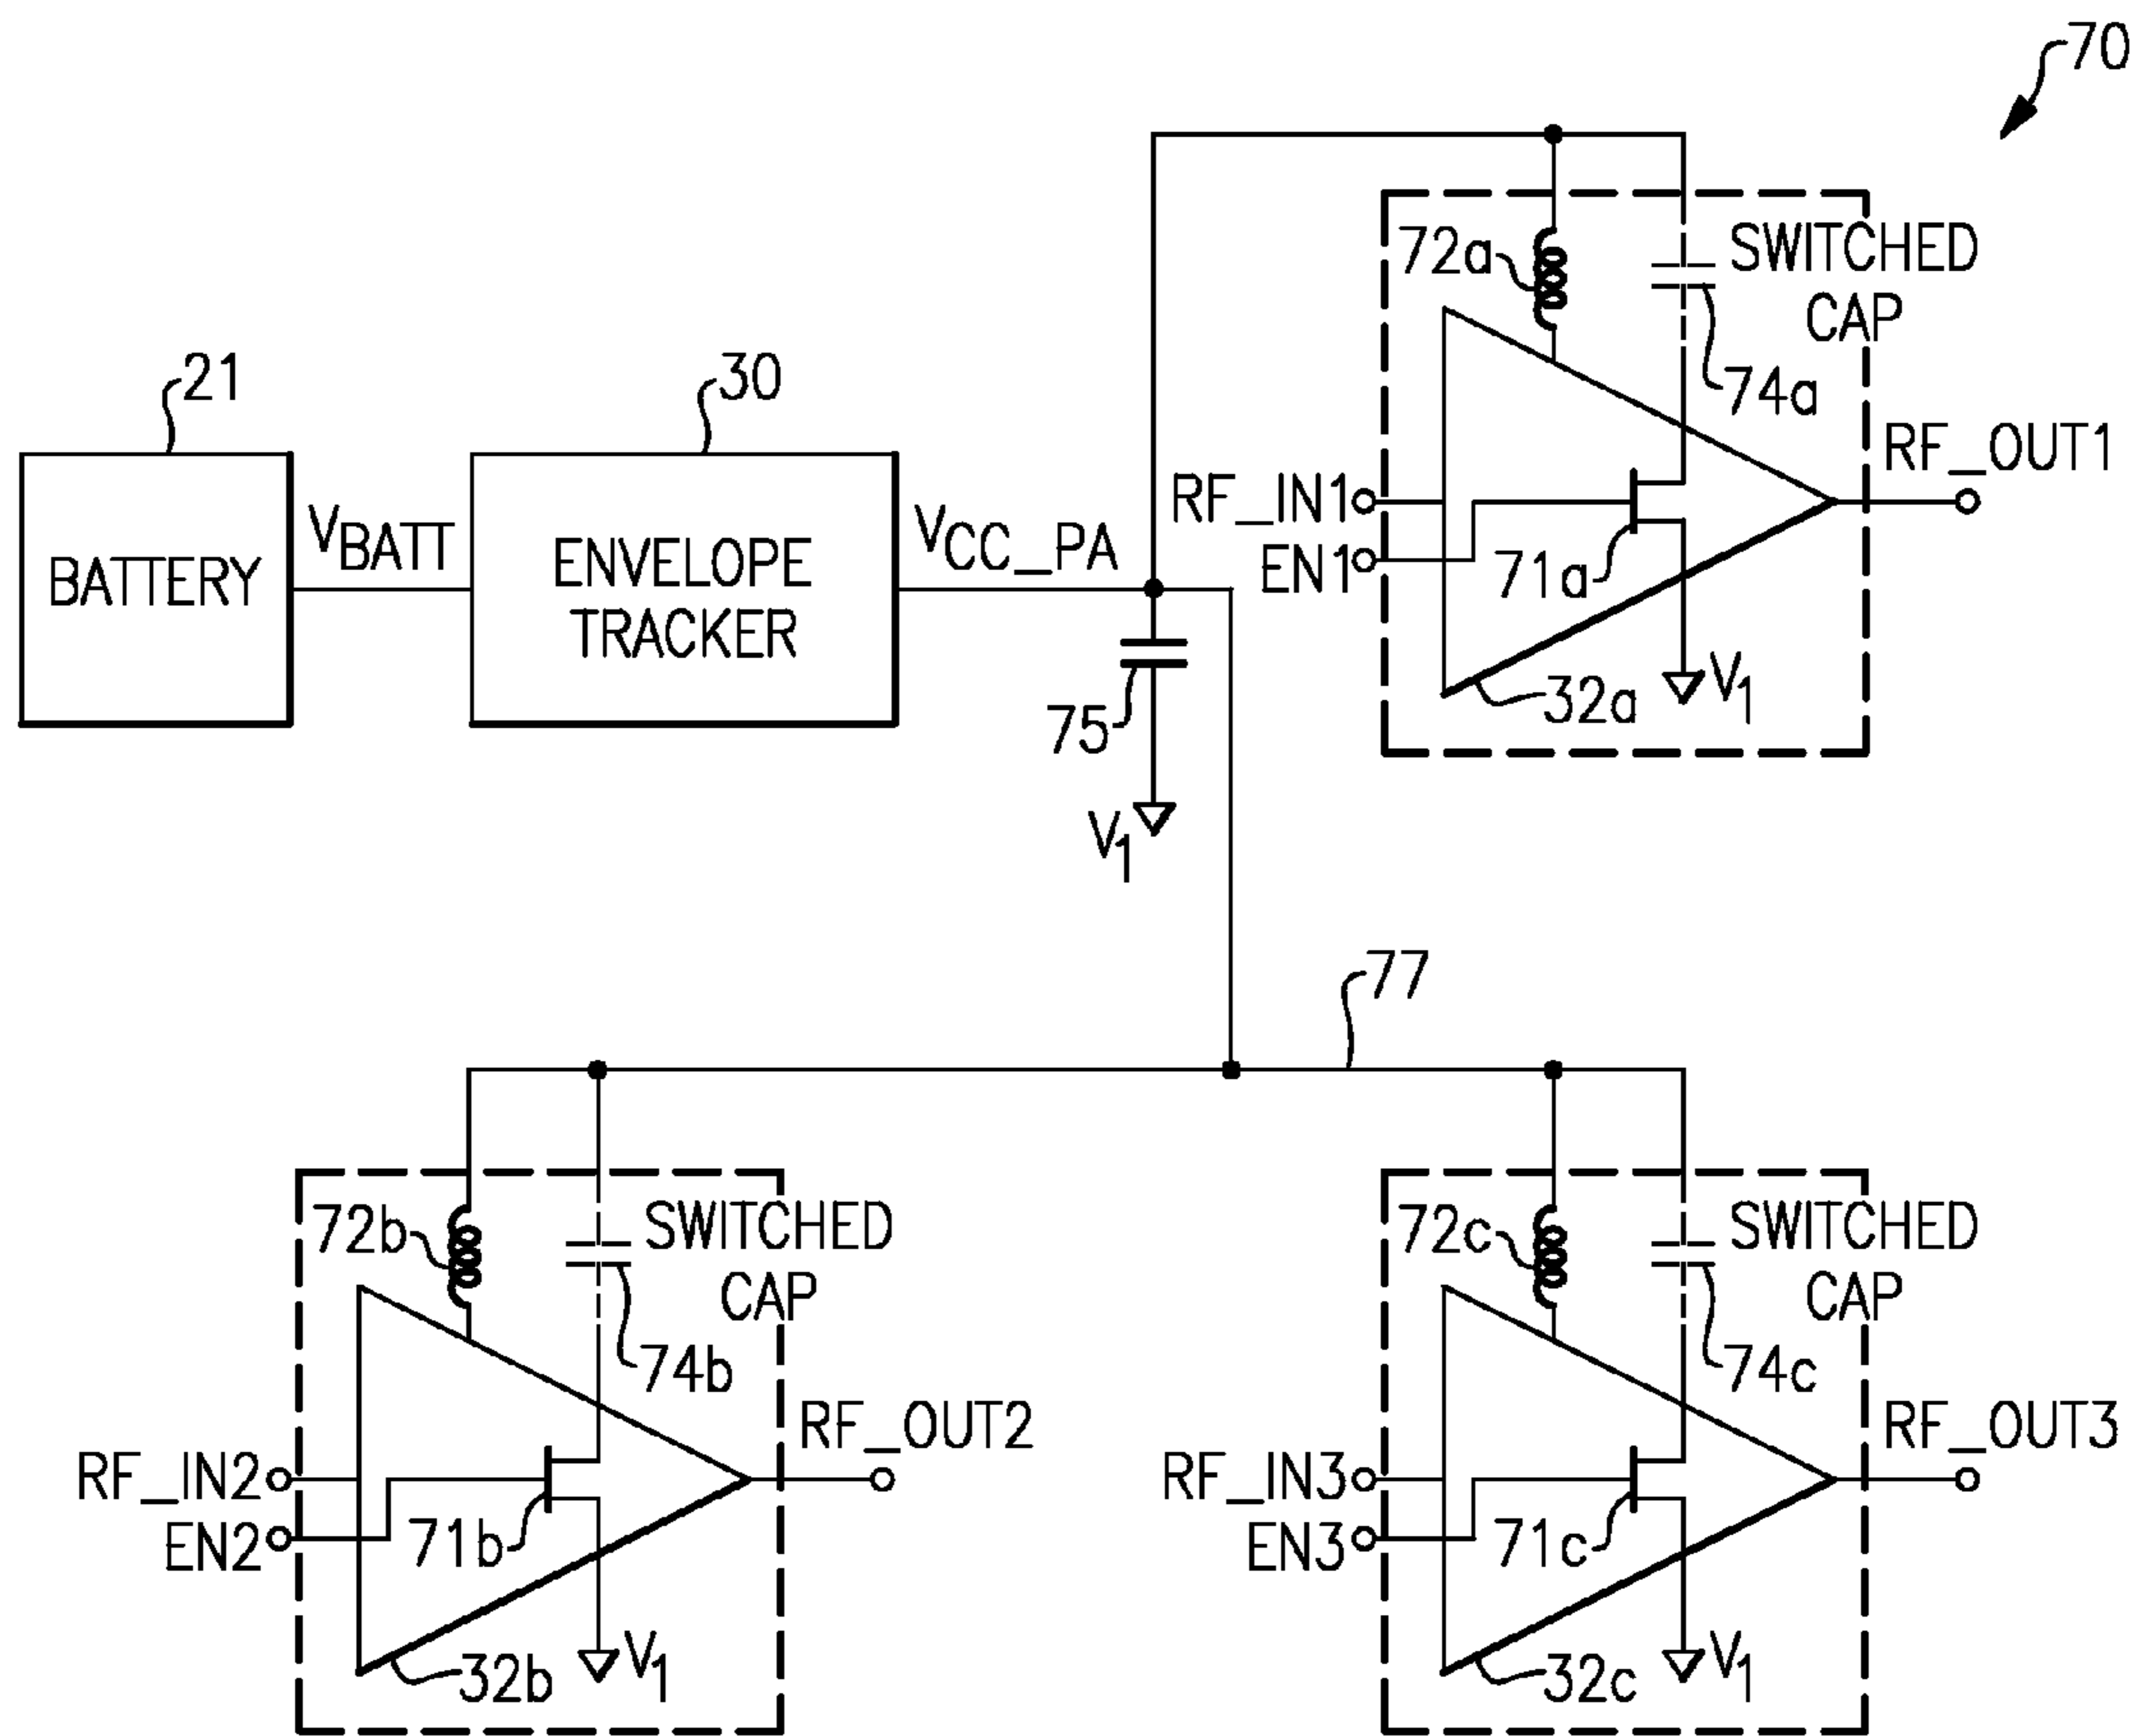 70
SWITCHED
CAP
72a
74a
21
30
BATTERY
VBATT
ENVELOPE
TRACKER
VCC_PA
RF_IN1
EN1
71a
RF_OUT1
V1
32a
75
V1
77
72b
SWITCHED
CAP
74b
RF_IN2
EN2
71b
RF_OUT2
V1
32b
72c
SWITCHED
CAP
74c
RF_IN3
EN3
71c
RF_OUT3
V1
32c